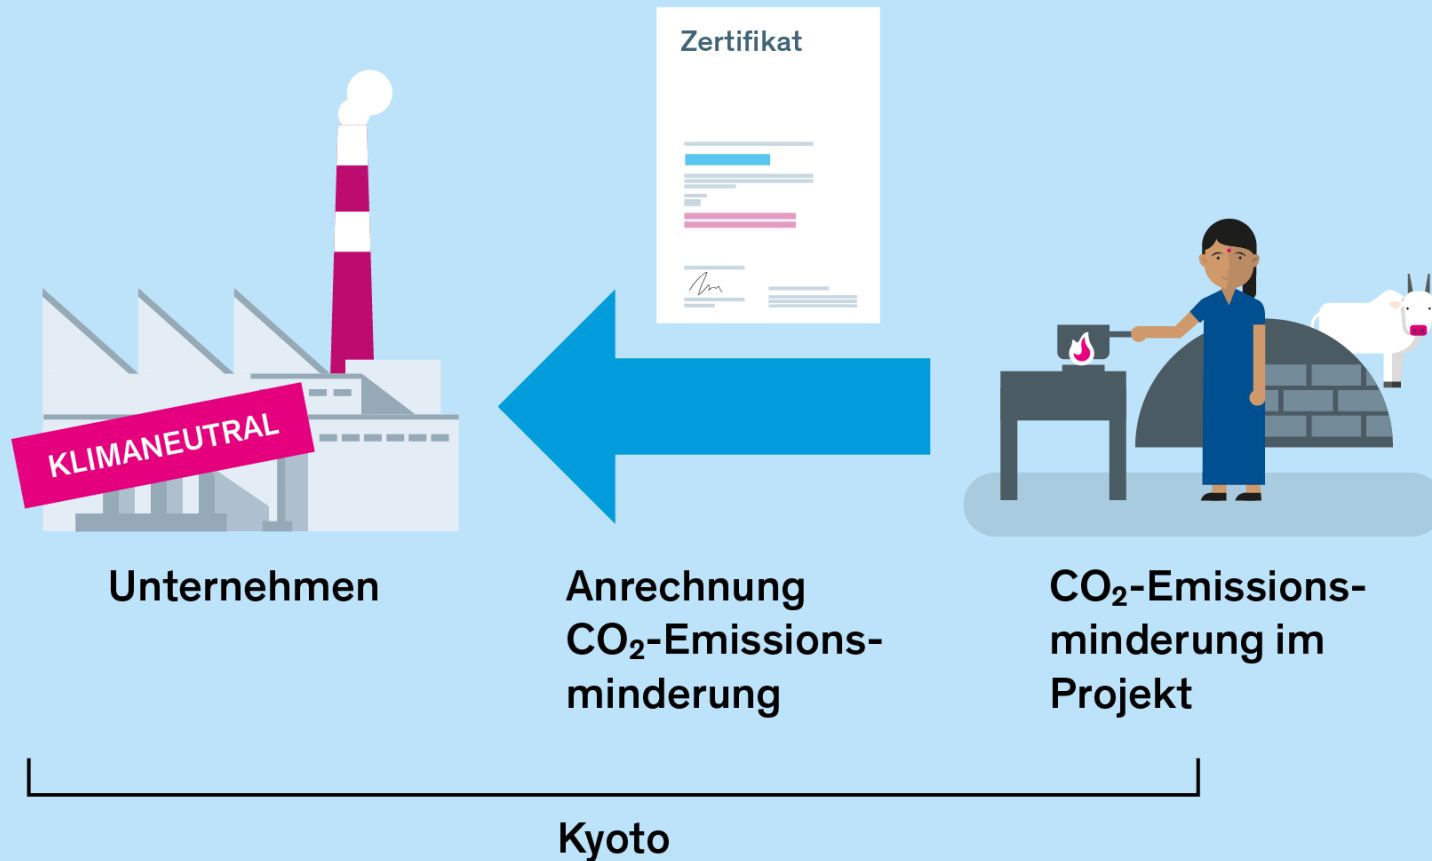 Zertifikat
KLIMANEUTRAL
Unternehmen
Anrechnung
CO₂-Emissions-
minderung
CO₂-Emissions-
minderung im
Projekt
Kyoto